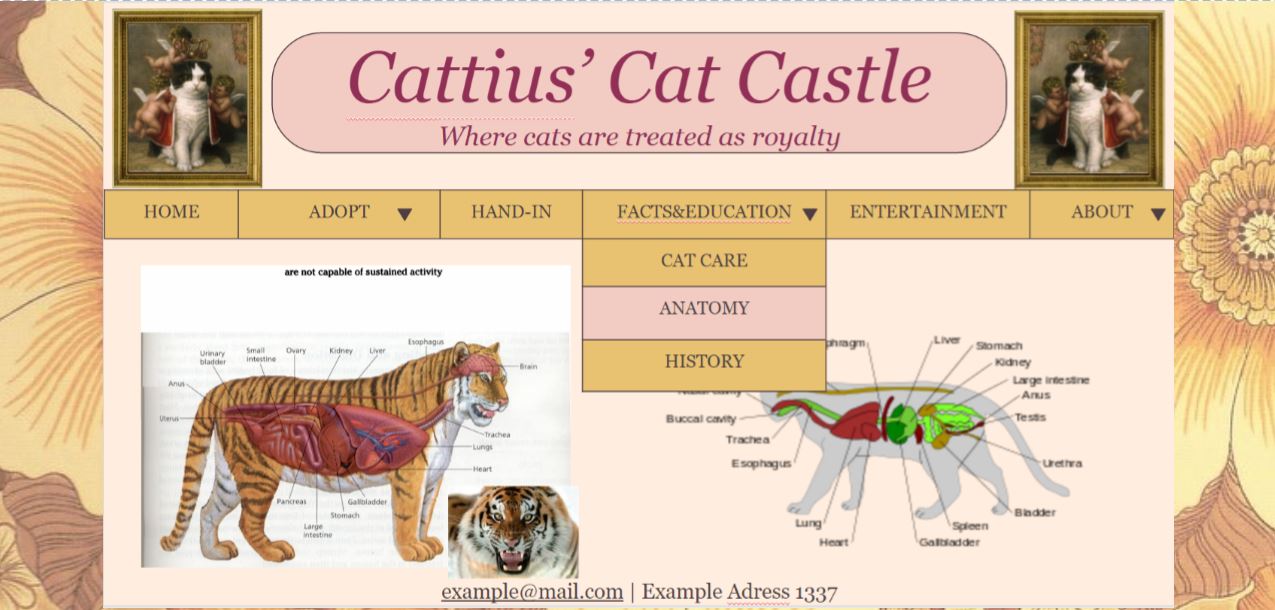 Cattius’ Cat Castle
Where cats are treated as royalty
HOME
ADOPT
HAND-IN
FACTS&EDUCATION
ENTERTAINMENT
ABOUT
CAT CARE
ANATOMY
HISTORY
are not capable of sustained activity
Urinary
bladder
Small
intestine
Ovary
Kidney
Liver
Esophagus
Brain
Anus
Uterus
Trachea
Lungs
Heart
Pancreas
Gallbladder
Stomach
Large
intestine
phragm
Liver
Stomach
Kidney
Large intestine
Anus
Testis
Buccal cavity
Trachea
Esophagus
Urethra
Bladder
Lung
Spleen
Heart
Gallbladder
example@mail.com | Example Adress 1337